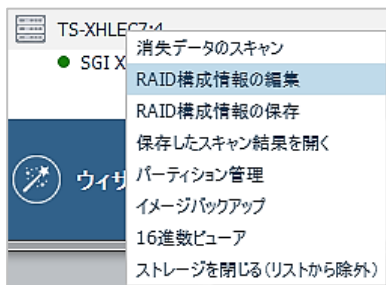 TS-XHLEC7:4
SGI X
消失データのスキャン
RAID構成情報の編集
RAID構成情報の保存
保存したスキャン結果を開く
ウィザ
パーティション管理
イメージバックアップ
16進数ビューア
ストレージを閉じる(リストから除外)